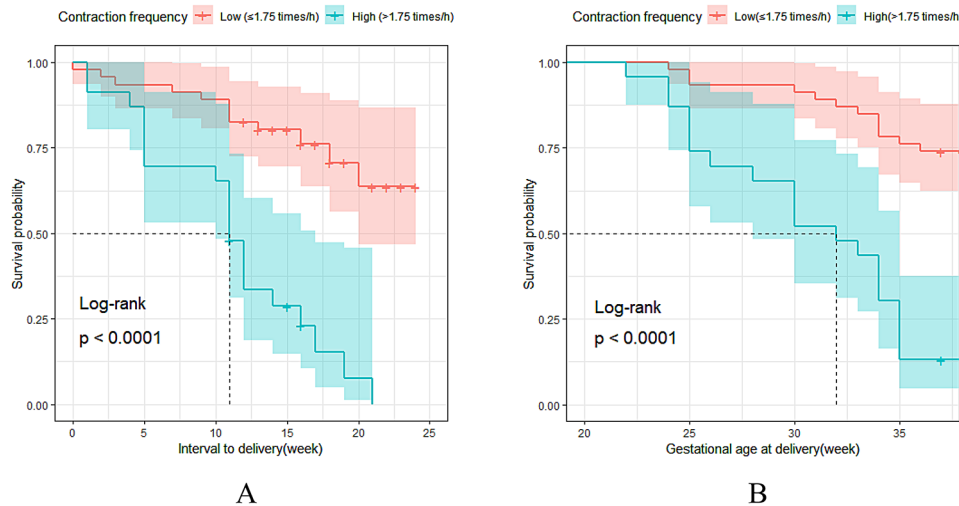 Contraction frequency Low (≤1.75 times/h) High (>1.75 times/h)
1.00
0.75
0.50
0.25
0.00
Survival probability
Log-rank
p < 0.0001
0 5 10 15 20 25
Interval to delivery(week)
A
Contraction frequency Low(≤1.75 times/h) High(>1.75 times/h)
1.00
0.75
0.50
0.25
0.00
Survival probability
Log-rank
p < 0.0001
20 25 30 35
Gestational age at delivery(week)
B